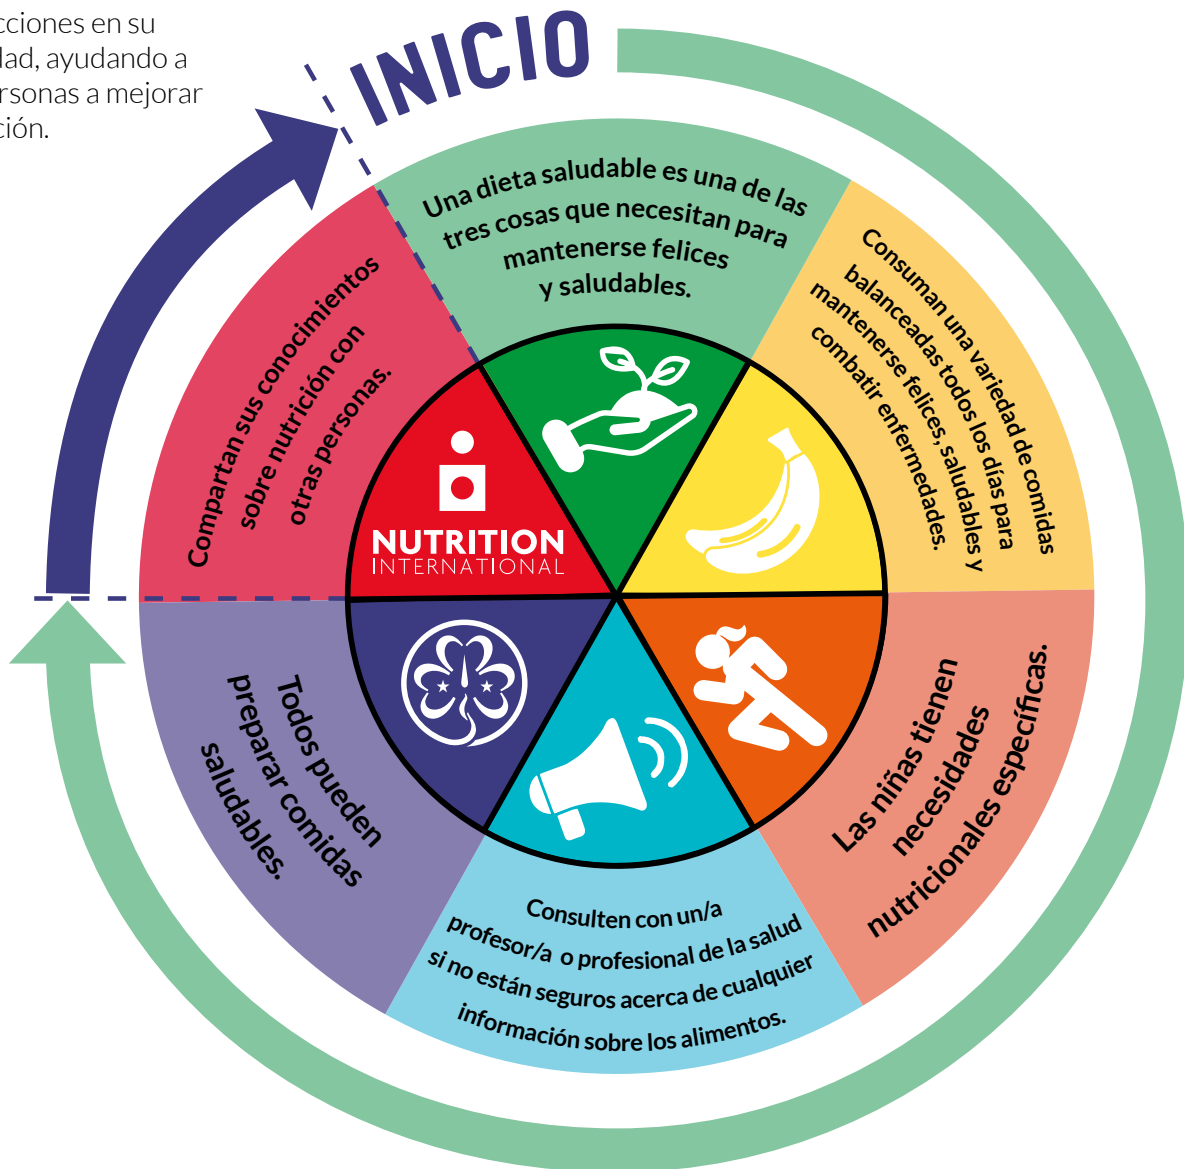 cciones en su
dad, ayudando a
ersonas a mejorar
ción.
INICIO
Una dieta saludable es una de las
tres cosas que necesitan para
mantenerse felices
y saludables.
Consuman una variedad de comidas
balanceadas todos los días para
mantenerse felices, saludables y
combatir enfermedades.
Las niñas tienen
necesidades
nutricionales específicas.
Consulten con un/a
profesor/a o profesional de la salud
si no están seguros acerca de cualquier
información sobre los alimentos.
Todos pueden
preparar comidas
saludables.
Compartan sus conocimientos
sobre nutrición con
otras personas.
NUTRITION
INTERNATIONAL